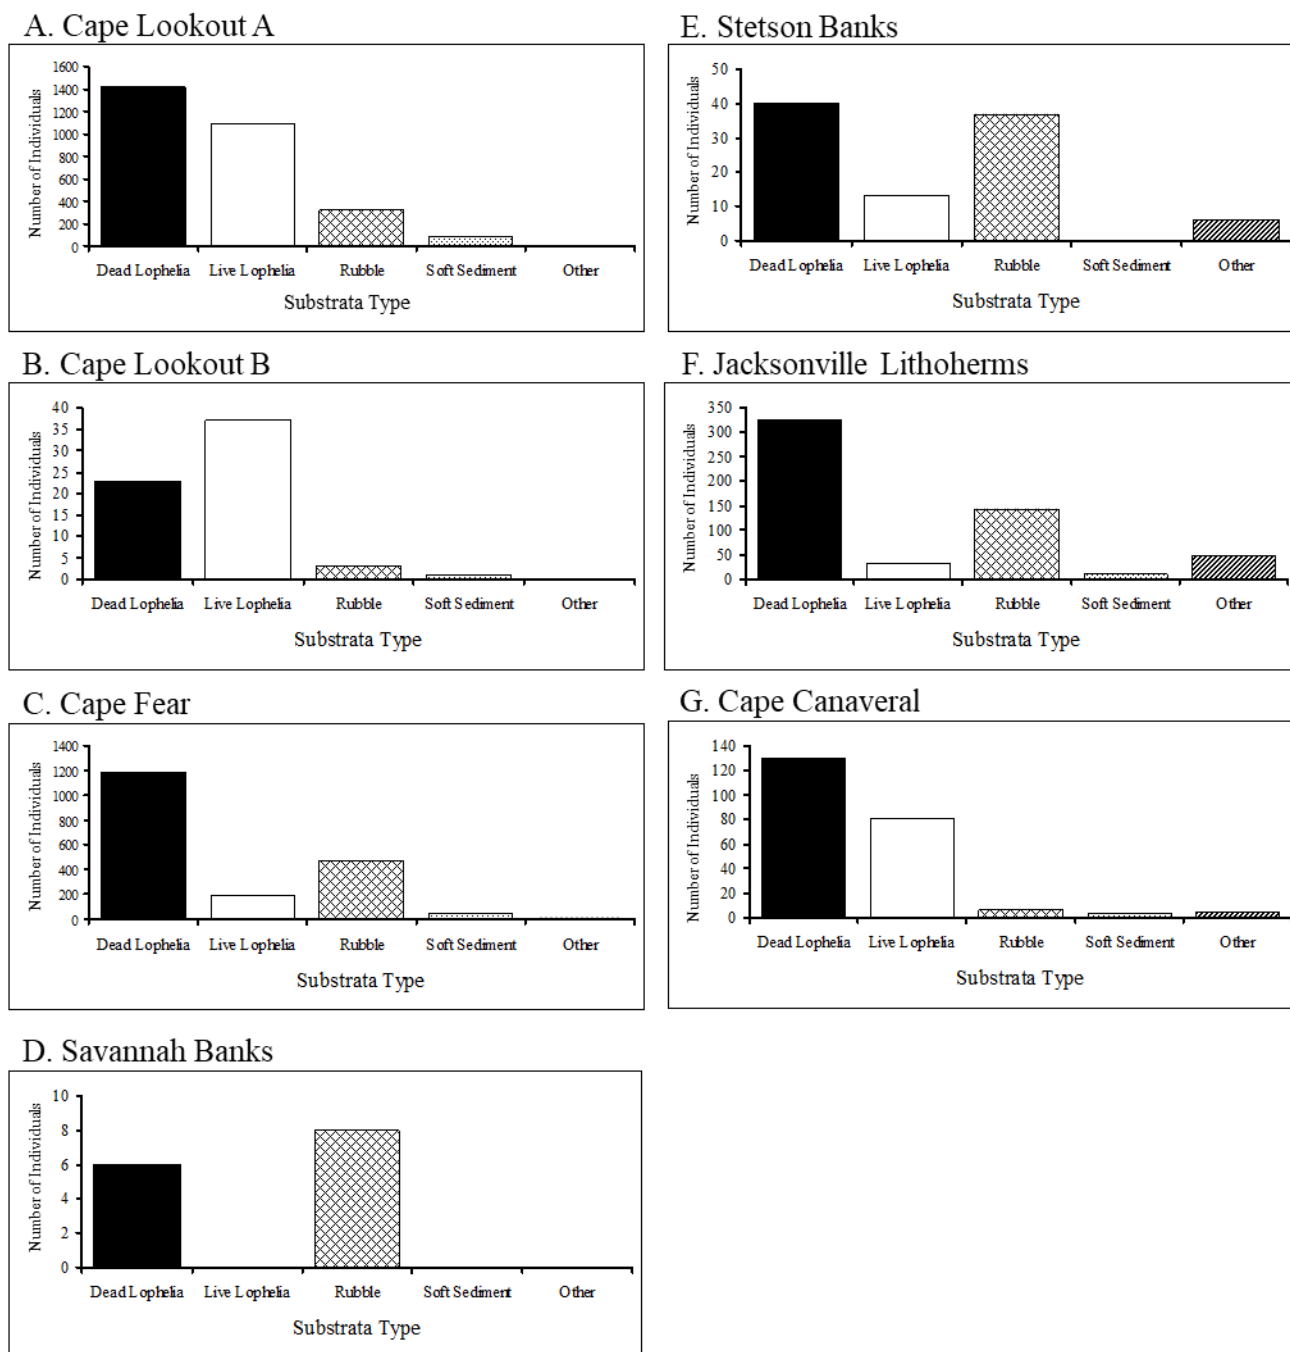 A. Cape Lookout A
Number of Individuals
1600
1400
1200
1000
800
600
400
200
0
Dead Lophelia Live Lophelia Rubble Soft Sediment Other
Substrata Type
B. Cape Lookout B
Number of Individuals
40
35
30
25
20
15
10
5
0
Dead Lophelia Live Lophelia Rubble Soft Sediment Other
Substrata Type
C. Cape Fear
Number of Individuals
1400
1200
1000
800
600
400
200
0
Dead Lophelia Live Lophelia Rubble Soft Sediment Other
Substrata Type
D. Savannah Banks
Number of Individuals
10
8
6
4
2
0
Dead Lophelia Live Lophelia Rubble Soft Sediment Other
Substrata Type
E. Stetson Banks
Number of Individuals
50
40
30
20
10
0
Dead Lophelia Live Lophelia Rubble Soft Sediment Other
Substrata Type
F. Jacksonville Lithoherms
Number of Individuals
350
300
250
200
150
100
50
0
Dead Lophelia Live Lophelia Rubble Soft Sediment Other
Substrata Type
G. Cape Canaveral
Number of Individuals
140
120
100
80
60
40
20
0
Dead Lophelia Live Lophelia Rubble Soft Sediment Other
Substrata Type